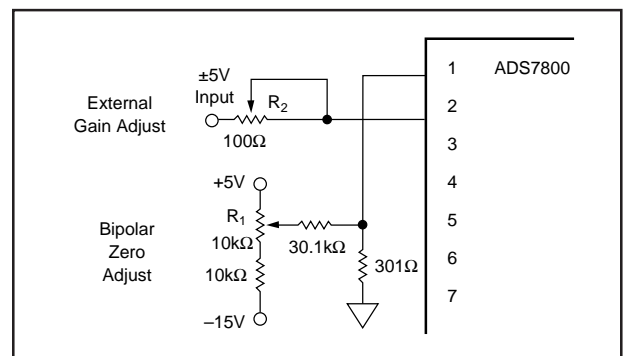 ±5V
Input
R2
External
Gain Adjust
100Ω
+5V
R1
10kΩ
10kΩ
–15V
Bipolar
Zero
Adjust
30.1kΩ
301Ω
ADS7800
1
2
3
4
5
6
7